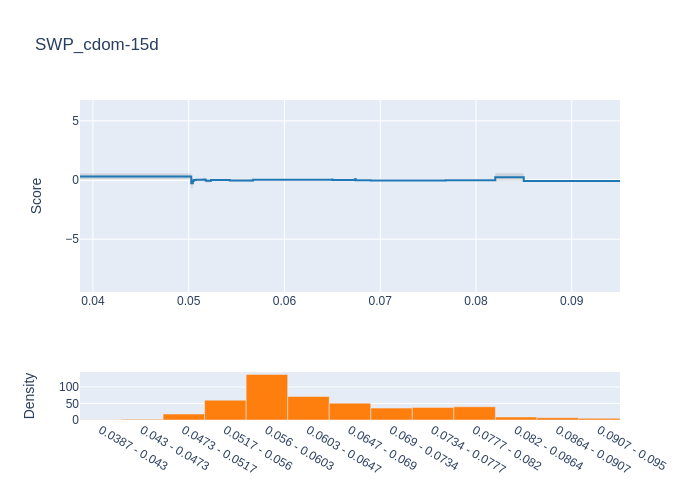 SWP_cdom-15d
Score
5
0
−5
0.04
0.05
0.06
0.07
0.08
0.09
Density
100
50
0
0.0387 - 0.043
0.043 - 0.0473
0.0473 - 0.0517
0.0517 - 0.056
0.056 - 0.0603
0.0603 - 0.0647
0.0647 - 0.069
0.069 - 0.0734
0.0734 - 0.0777
0.0777 - 0.082
0.082 - 0.0864
0.0864 - 0.0907
0.0907 - 0.095